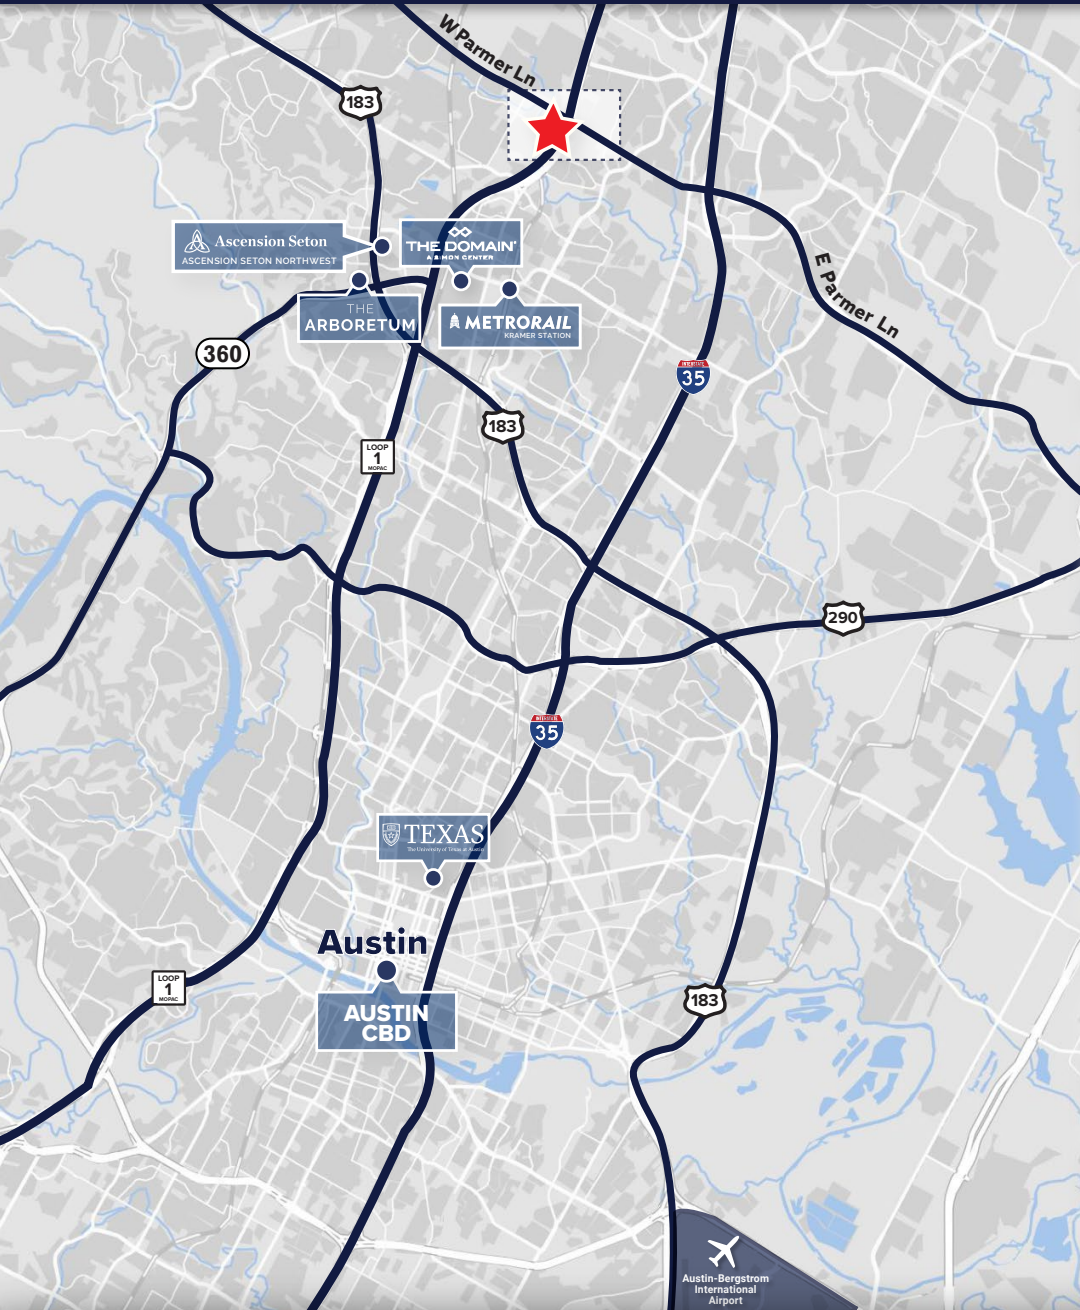 W Parmer Ln
183
Ascension Seton
ASCENSION SETON NORTHWEST
THE DOMAIN
A SIMON CENTER
E Parmer Ln
THE
ARBORETUM
METRORAIL
KRAMER STATION
360
INTERSTATE
35
183
LOOP
1
MOPAC
290
INTERSTATE
35
TEXAS
The University of Texas at Austin
Austin
LOOP
1
MOPAC
183
AUSTIN
CBD
Austin-Bergstrom
International
Airport